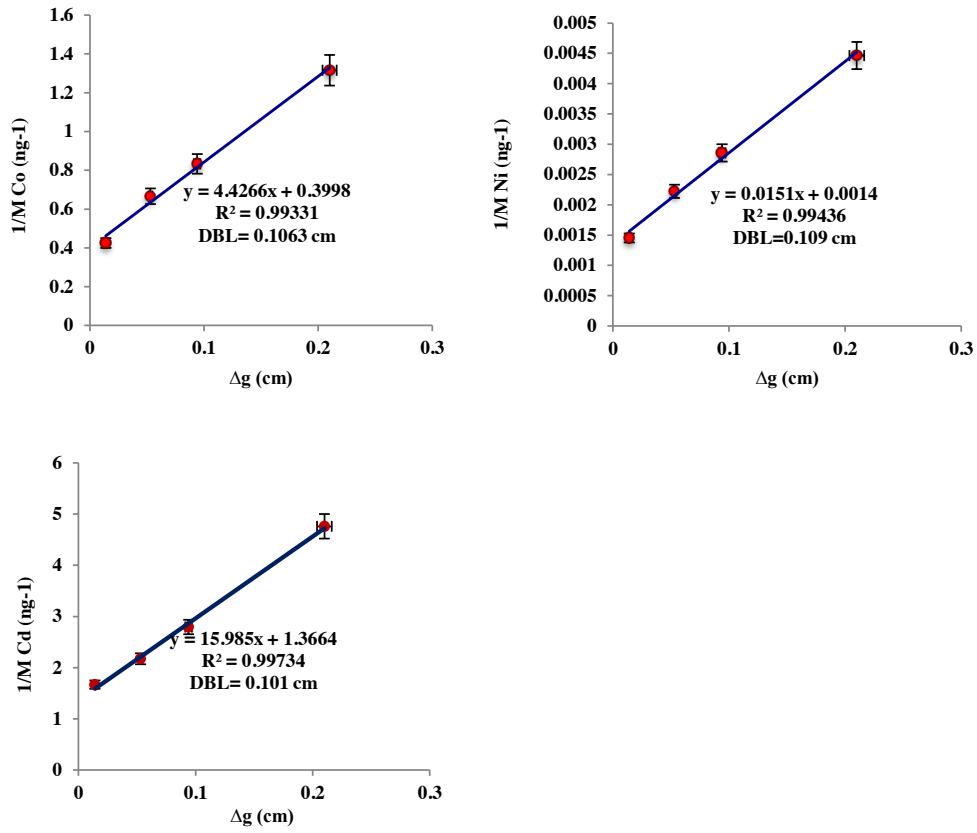 1.6
1.4
1.2
1
0.8
0.6
0.4
0.2
0
0
0.1
0.2
0.3
1/M Co (ng-1)
Δg (cm)
y = 4.4266x + 0.3998
R² = 0.99331
DBL= 0.1063 cm
0.005
0.0045
0.004
0.0035
0.003
0.0025
0.002
0.0015
0.001
0.0005
0
0
0.1
0.2
0.3
1/M Ni (ng-1)
Δg (cm)
y = 0.0151x + 0.0014
R² = 0.99436
DBL=0.109 cm
6
5
4
3
2
1
0
0
0.1
0.2
0.3
1/M Cd (ng-1)
Δg (cm)
y = 15.985x + 1.3664
R² = 0.99734
DBL= 0.101 cm